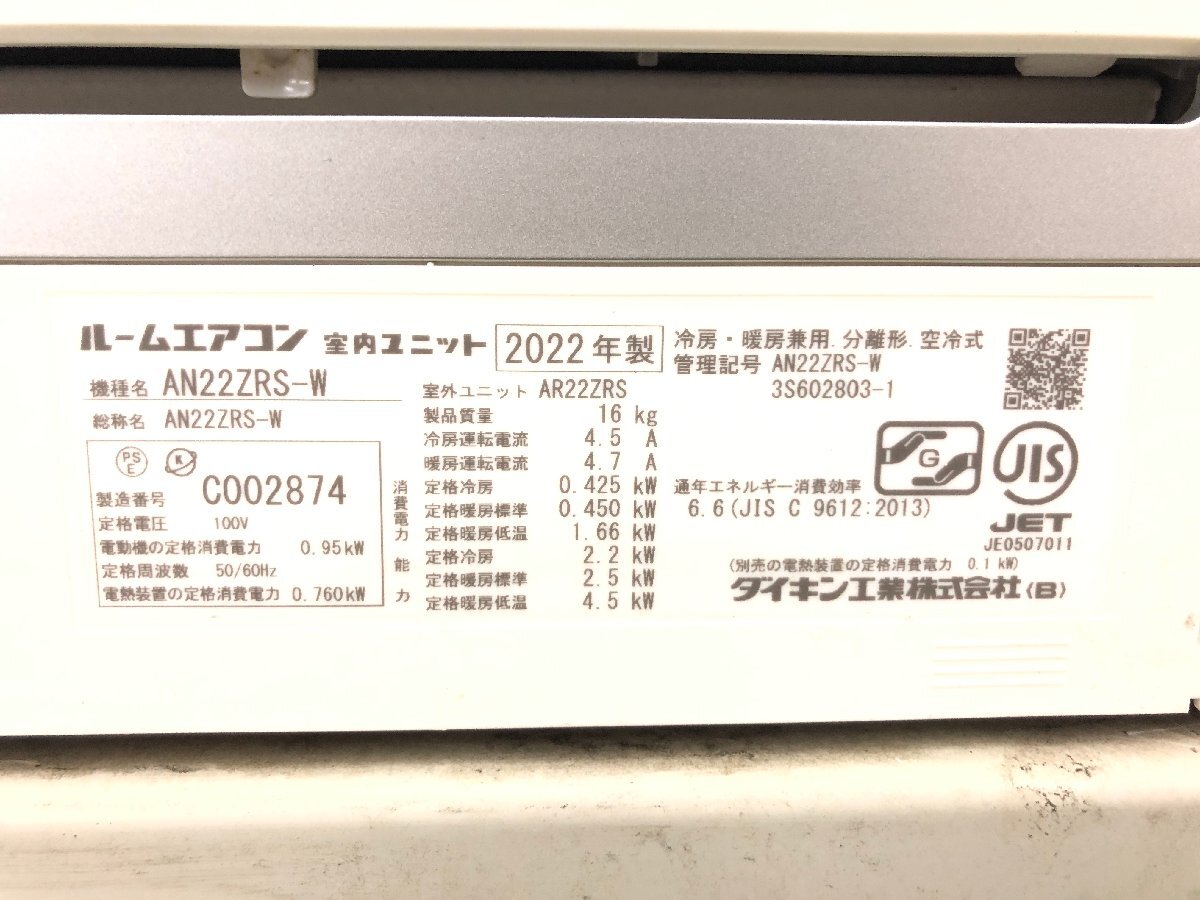 ルームエアコン 室内ユニット 2022年製
機種名 AN22ZRS-W
総称名 AN22ZRS-W
PS E K
製造番号 C002874
定格電圧 100V
電動機の定格消費電力 0.95kW
定格周波数 50/60Hz
電熱装置の定格消費電力 0.760kW
室外ユニット AR22ZRS
製品質量 16 kg
冷房運転電流 4.5 A
暖房運転電流 4.7 A
消費電力
定格冷房 0.425 kW
定格暖房標準 0.450 kW
定格暖房低温 1.66 kW
能力
定格冷房 2.2 kW
定格暖房標準 2.5 kW
定格暖房低温 4.5 kW
冷房・暖房兼用. 分離形. 空冷式
管理記号 AN22ZRS-W
3S602803-1
G
JIS
JET
JE0507011
通年エネルギー消費効率
6.6(JIS C 9612:2013)
(別売の電熱装置の定格消費電力 0.1 kW)
ダイキン工業株式会社(B)